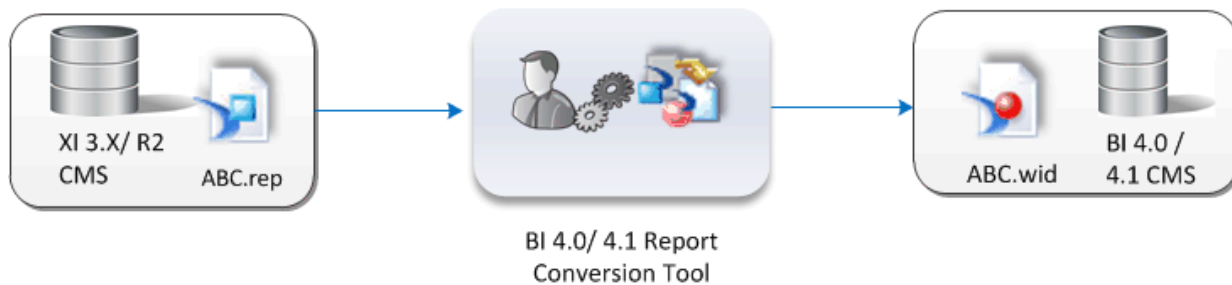 XI 3.X/ R2
CMS
ABC.rep
BI 4.0/ 4.1 Report
Conversion Tool
ABC.wid
BI 4.0 /
4.1 CMS